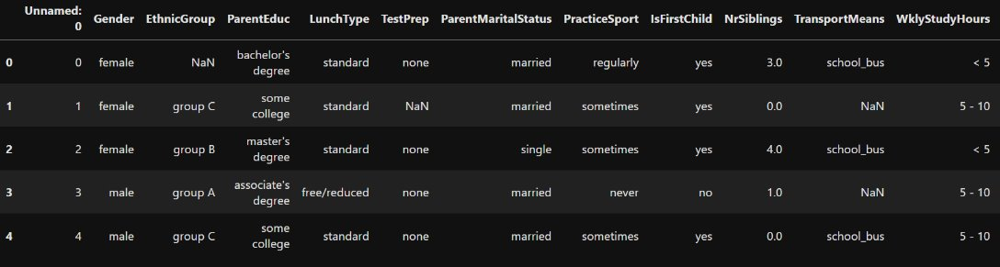 Unnamed: 0 Gender EthnicGroup ParentEduc LunchType TestPrep ParentMaritalStatus PracticeSport IsFirstChild NrSiblings TransportMeans WklyStudyHours
0 0 female NaN bachelor's degree standard none married regularly yes 3.0 school_bus < 5
1 1 female group C some college standard NaN married sometimes yes 0.0 NaN 5 - 10
2 2 female group B master's degree standard none single sometimes yes 4.0 school_bus < 5
3 3 male group A associate's degree free/reduced none married never no 1.0 NaN 5 - 10
4 4 male group C some college standard none married sometimes yes 0.0 school_bus 5 - 10